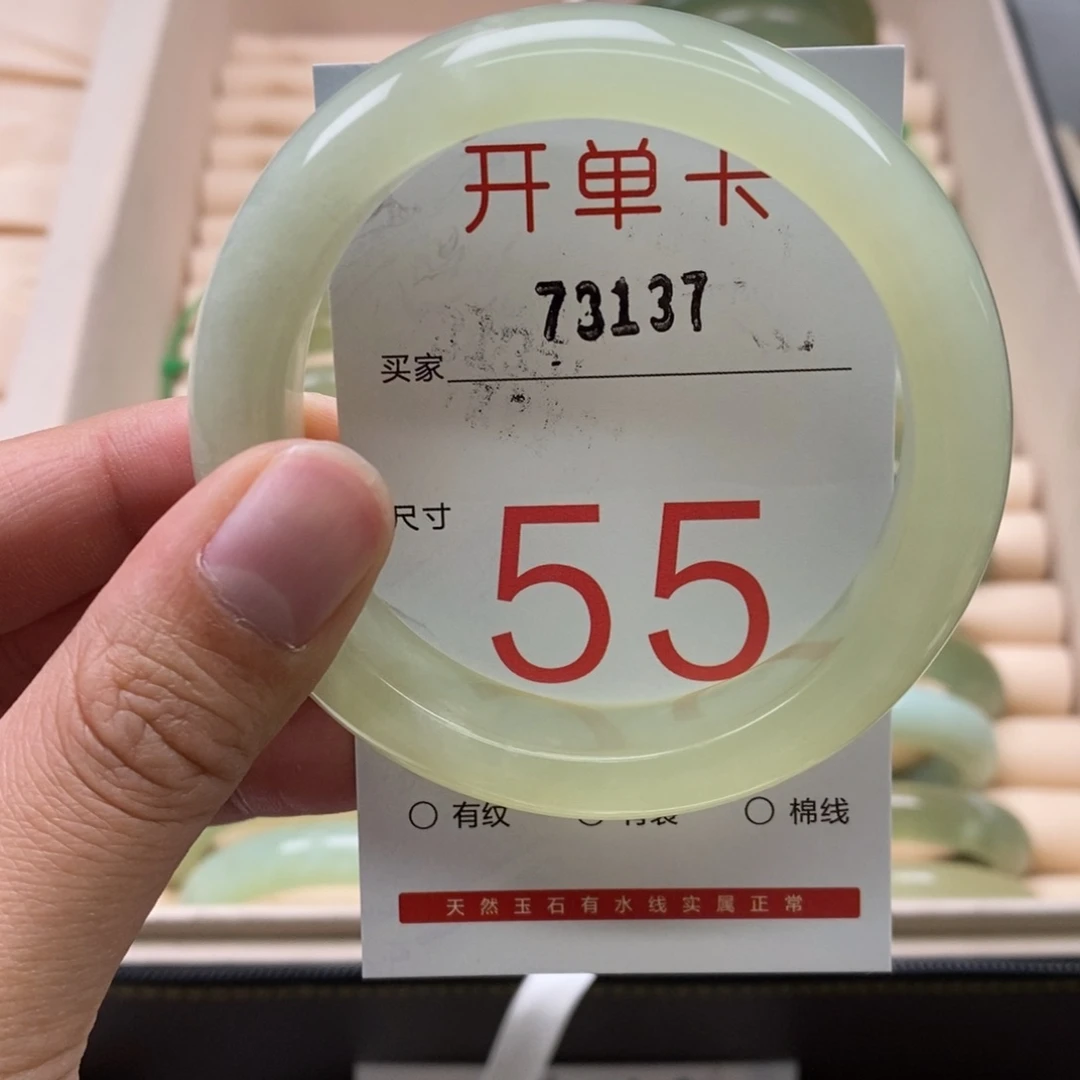 开单卡
73137
买家
尺寸
55
有纹
棉线
天然玉石有水线实属正常